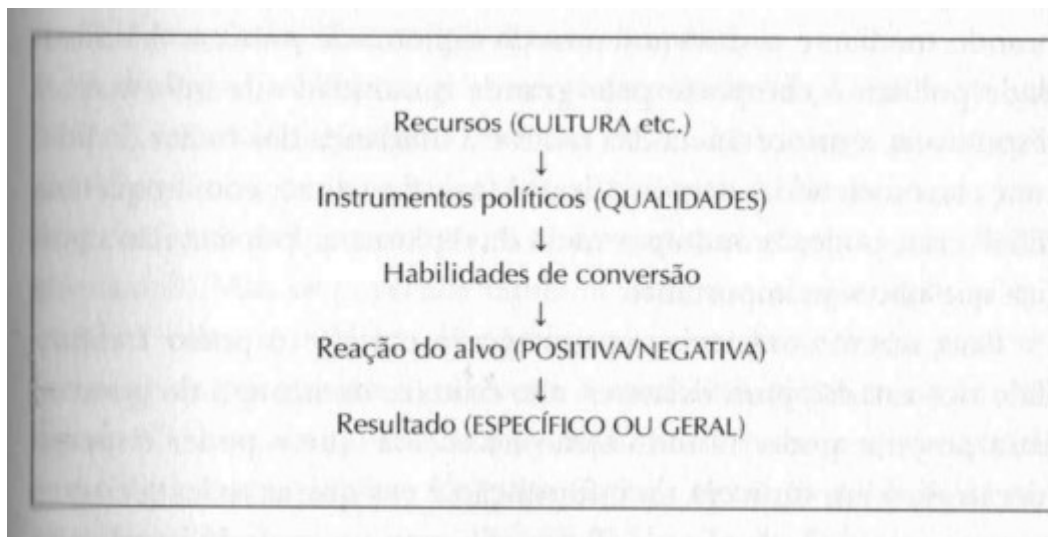 Recursos (CULTURA etc.)
↓
Instrumentos políticos (QUALIDADES)
↓
Habilidades de conversão
↓
Reação do alvo (POSITIVA/NEGATIVA)
↓
Resultado (ESPECÍFICO OU GERAL)